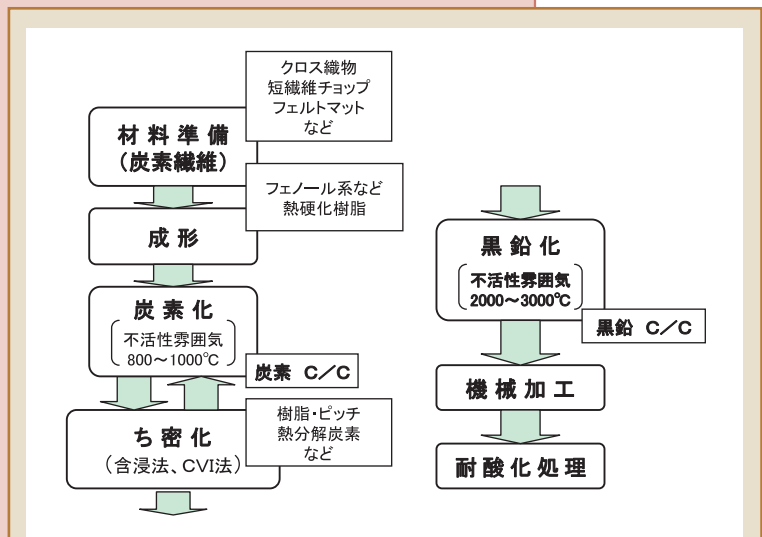 クロス織物
短繊維チョップ
フェルトマット
など
材料準備
（炭素繊維）
フェノール系など
熱硬化樹脂
成形
炭素化
不活性雰囲気
800～1000℃
炭素 C／C
ち密化
（含浸法、CVI法）
樹脂・ピッチ
熱分解炭素
など
黒鉛化
不活性雰囲気
2000～3000℃
黒鉛 C／C
機械加工
耐酸化処理